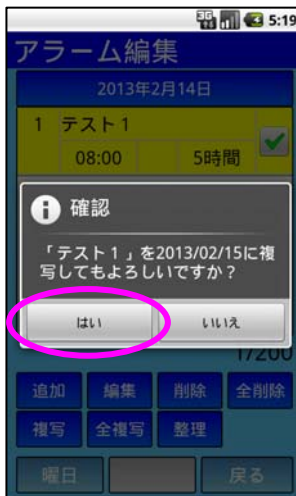 3G 5:19
アラーム編集
2013年2月14日
1 テスト1
08:00 5時間
確認
「テスト1」を2013/02/15に複
写してもよろしいですか？
はい いいえ
1/200
追加 編集 削除 全削除
複写 全複写 整理
曜日 戻る